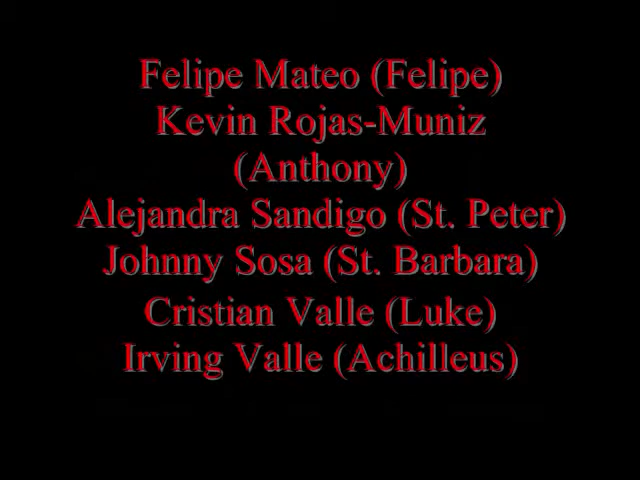 Felipe Mateo (Felipe)
Kevin Rojas-Muniz
(Anthony)
Alejandra Sandigo (St. Peter)
Johnny Sosa (St. Barbara)
Cristian Valle (Luke)
Irving Valle (Achilleus)